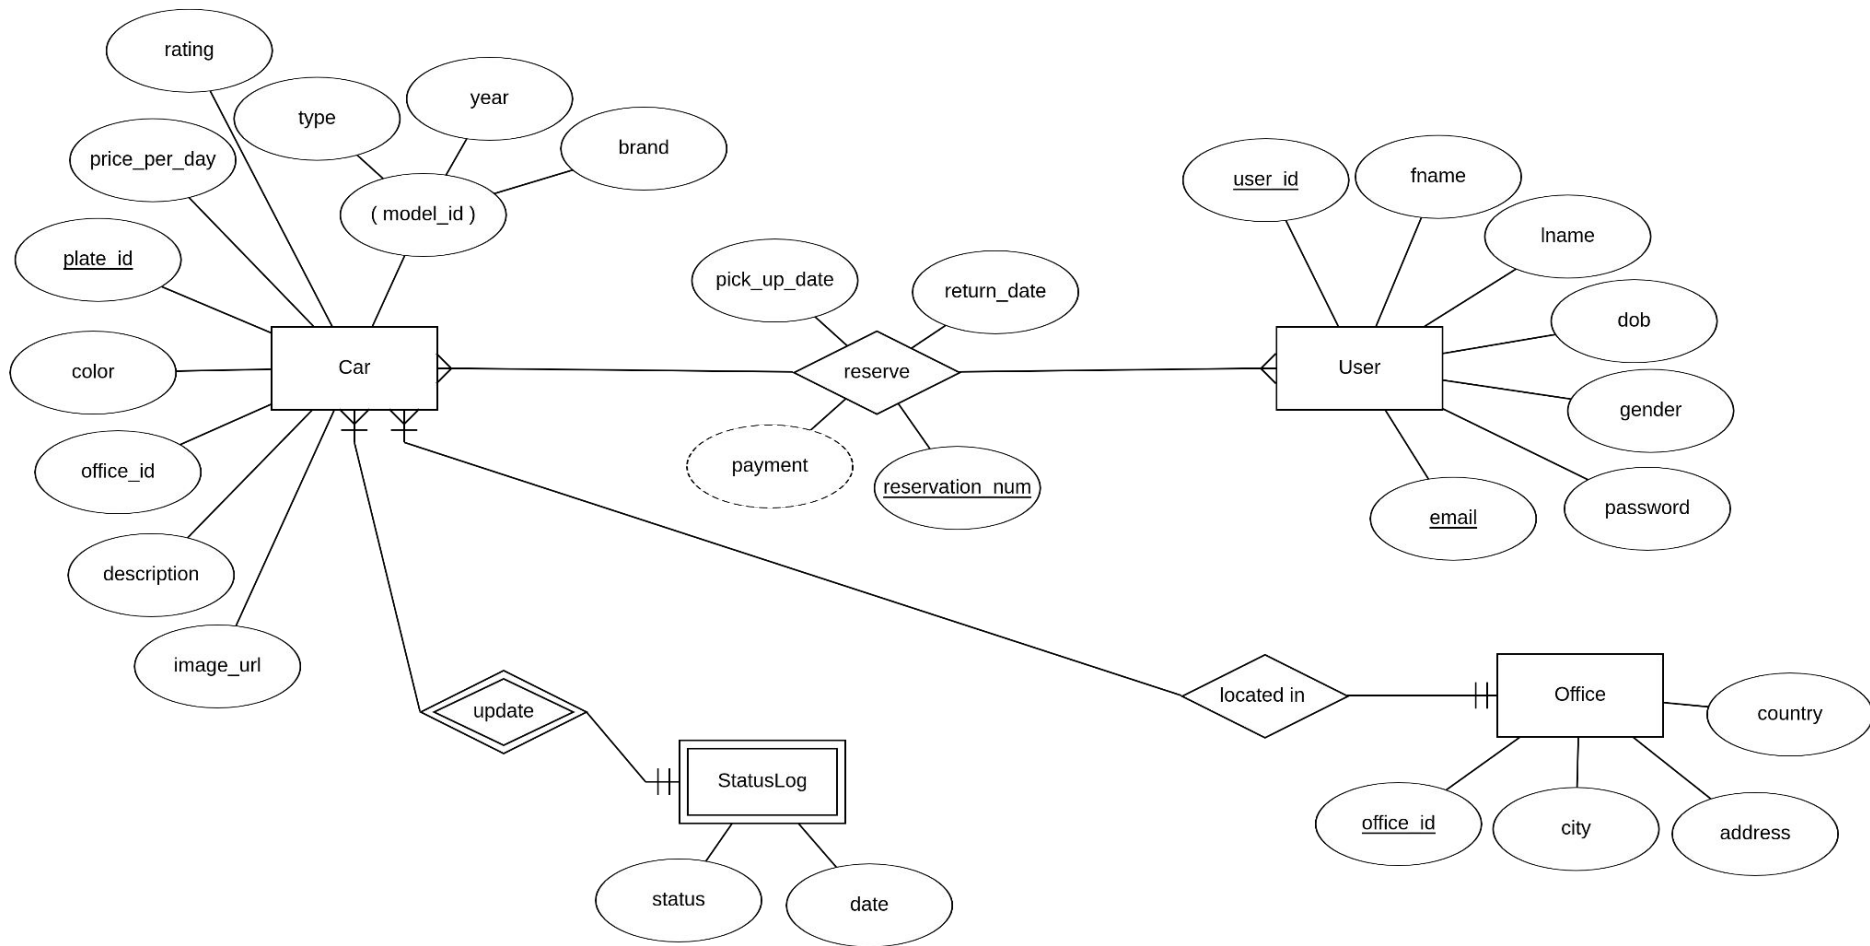 rating
type
year
brand
price_per_day
( model_id )
plate_id
color
Car
office_id
description
image_url
pick_up_date
return_date
reserve
payment
reservation_num
user_id
fname
lname
dob
User
gender
password
email
update
StatusLog
status
date
located in
Office
country
office_id
city
address